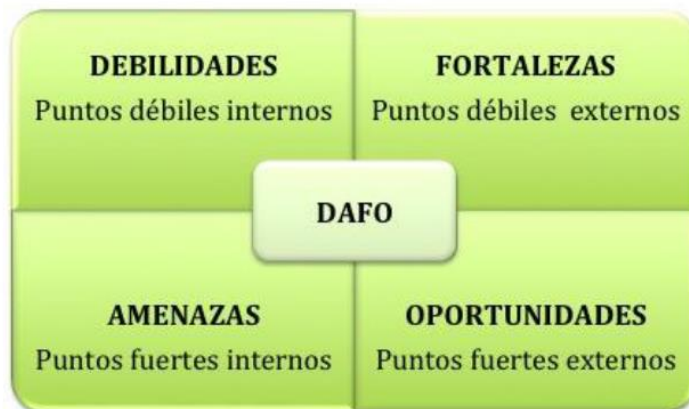 DEBILIDADES
Puntos débiles internos
FORTALEZAS
Puntos débiles externos
DAFO
AMENAZAS
Puntos fuertes internos
OPORTUNIDADES
Puntos fuertes externos